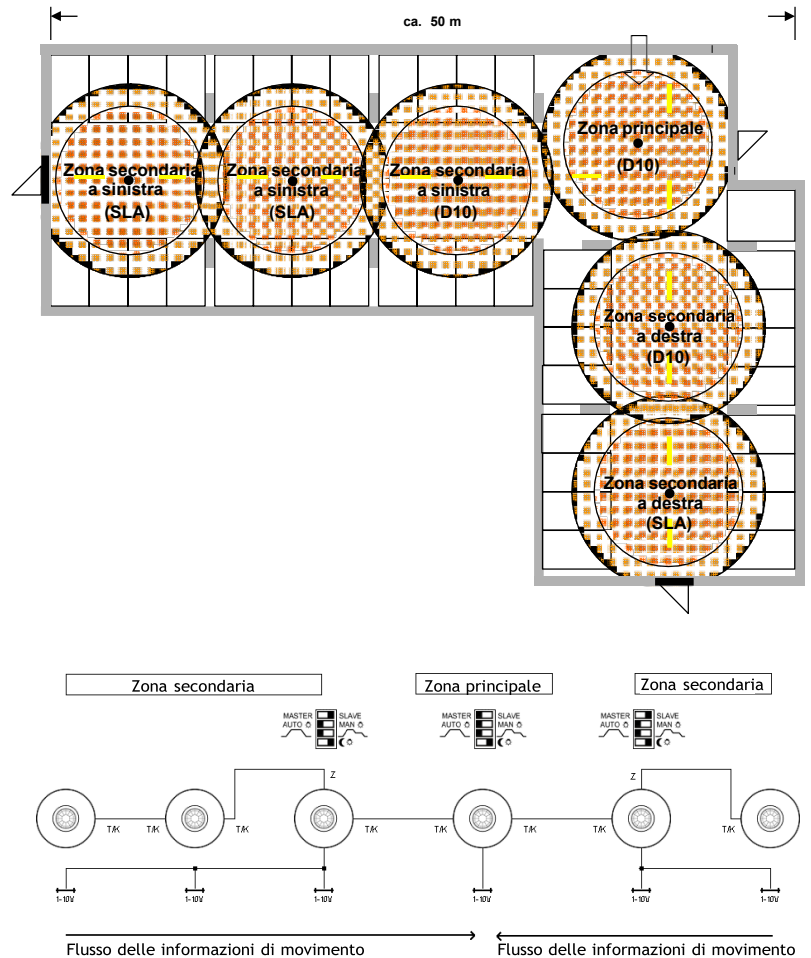 ca. 50 m
Zona principale
(D10)
Zona secondaria
a sinistra
(SLA)
Zona secondaria
a sinistra
(SLA)
Zona secondaria
a sinistra
(D10)
Zona secondaria
a destra
(D10)
Zona secondaria
a destra
(SLA)
Zona secondaria
Zona principale
Zona secondaria
MASTER SLAVE
AUTO MAN
MASTER SLAVE
AUTO MAN
MASTER SLAVE
AUTO MAN
Z
Z
T/K T/K T/K T/K T/K T/K T/K T/K
1-10V 1-10V 1-10V 1-10V 1-10V 1-10V
Flusso delle informazioni di movimento
Flusso delle informazioni di movimento